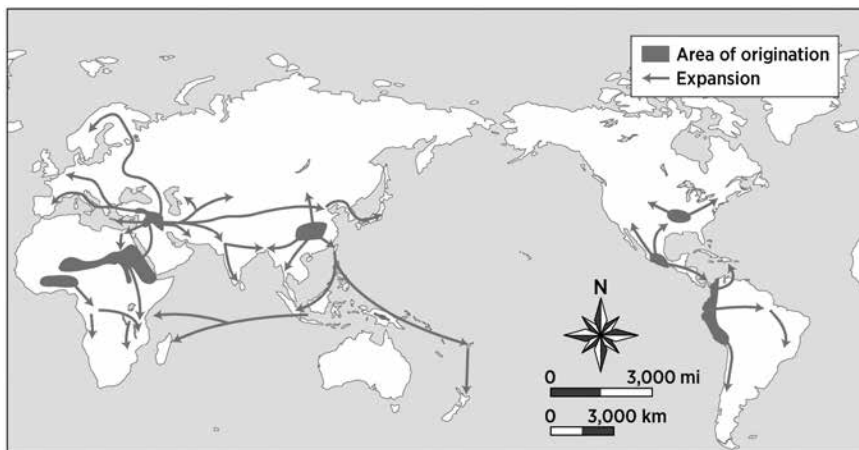 Area of origination
Expansion
N
0 3,000 mi
0 3,000 km